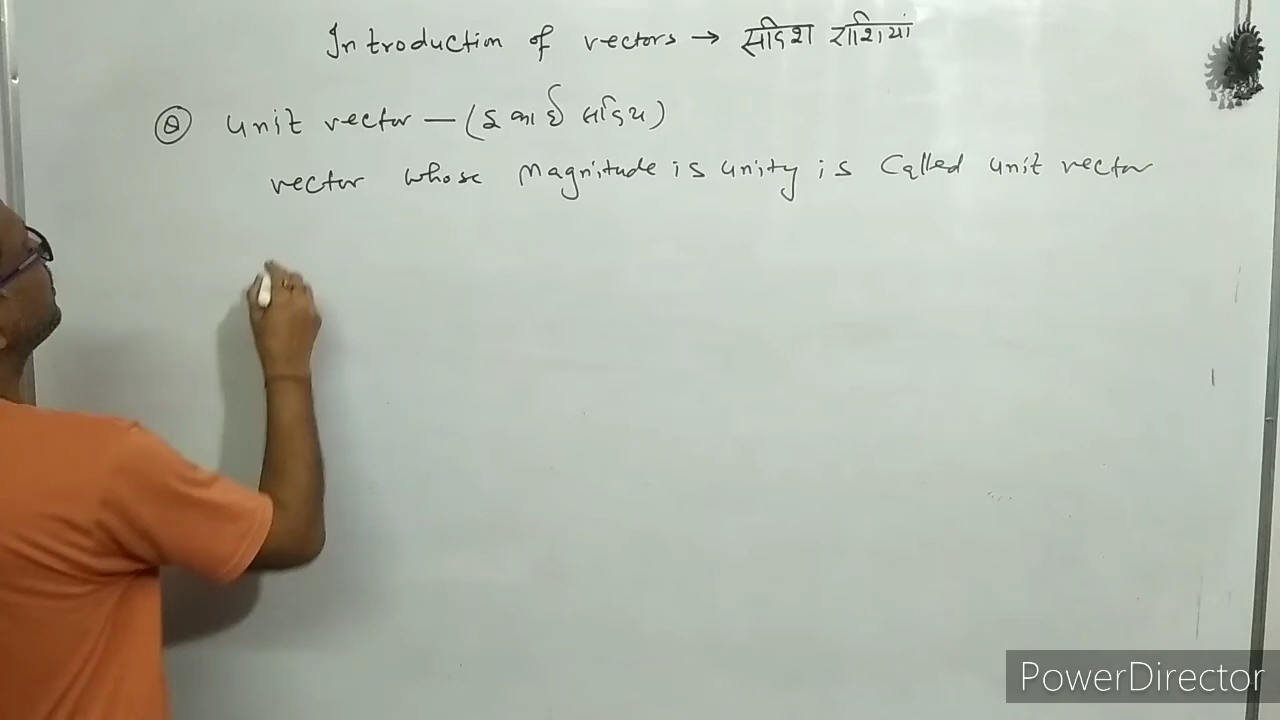 Introduction of vectors → सदिश राशियां
Unit vector — (इकाई सदिश)
vector whose magnitude is unity is called unit vector
PowerDirector